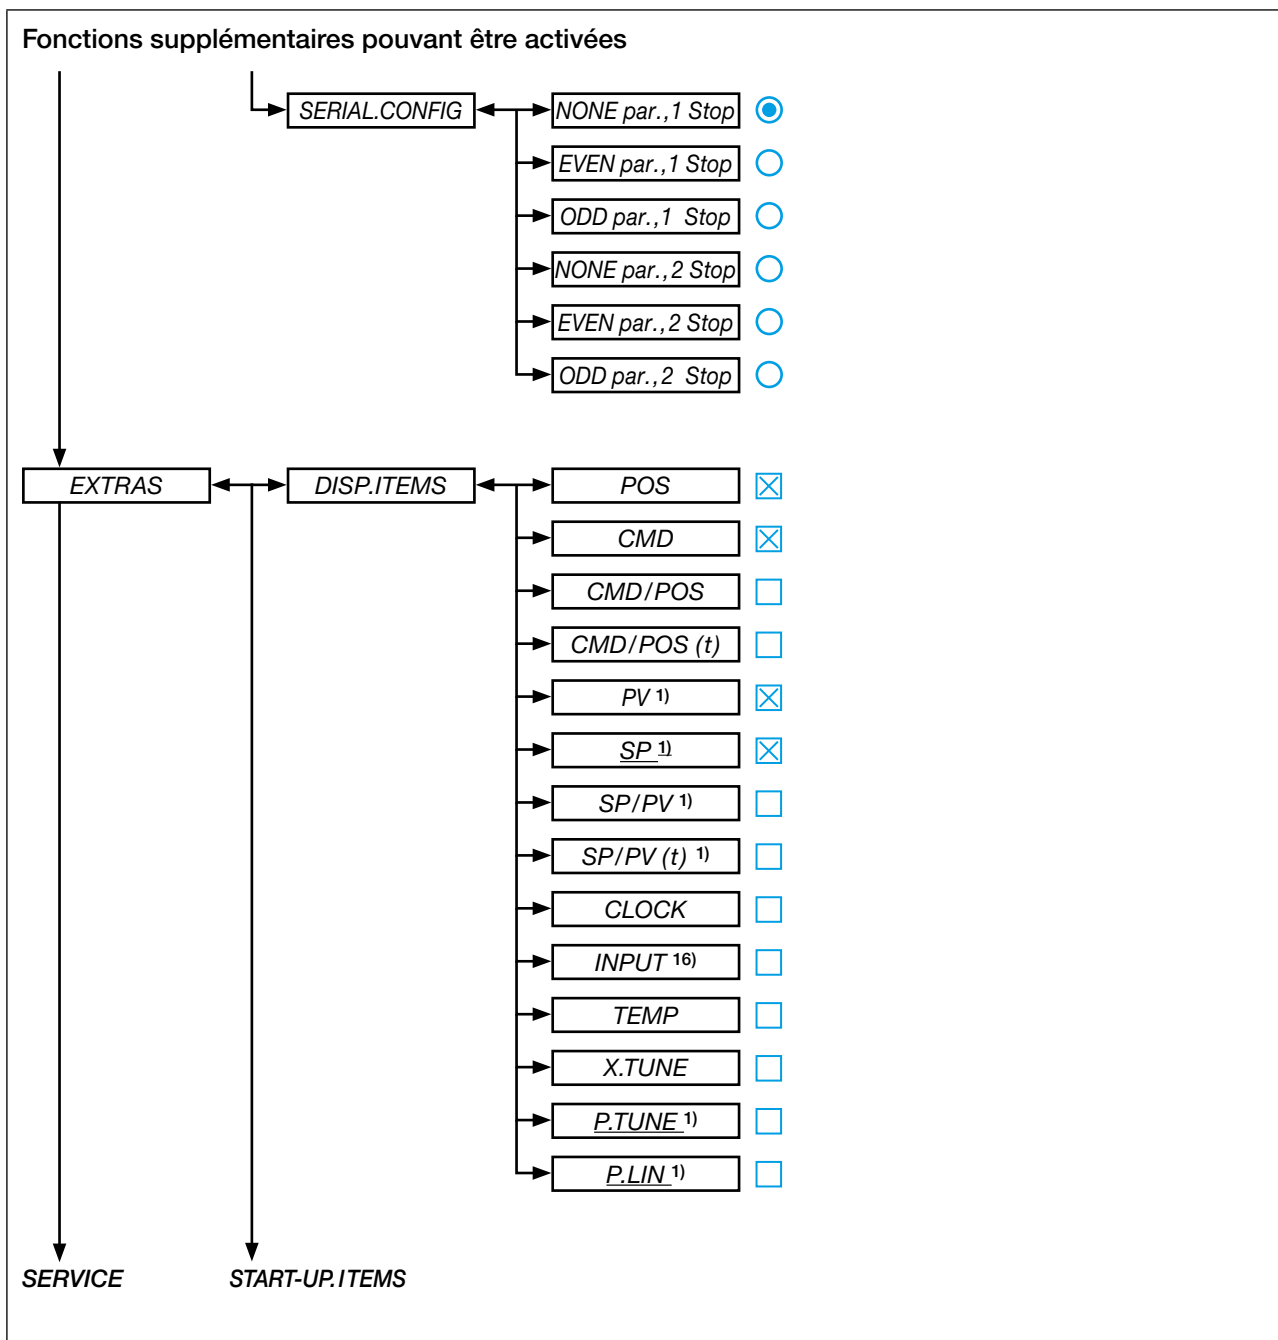 Fonctions supplémentaires pouvant être activées
SERIAL.CONFIG
NONE par.,1 Stop
EVEN par.,1 Stop
ODD par.,1 Stop
NONE par.,2 Stop
EVEN par.,2 Stop
ODD par.,2 Stop
EXTRAS
DISP.ITEMS
POS
CMD
CMD/POS
CMD/POS (t)
PV 1)
SP 1)
SP/PV 1)
SP/PV (t) 1)
CLOCK
INPUT 16)
TEMP
X.TUNE
P.TUNE 1)
P.LIN 1)
SERVICE
START-UP.ITEMS